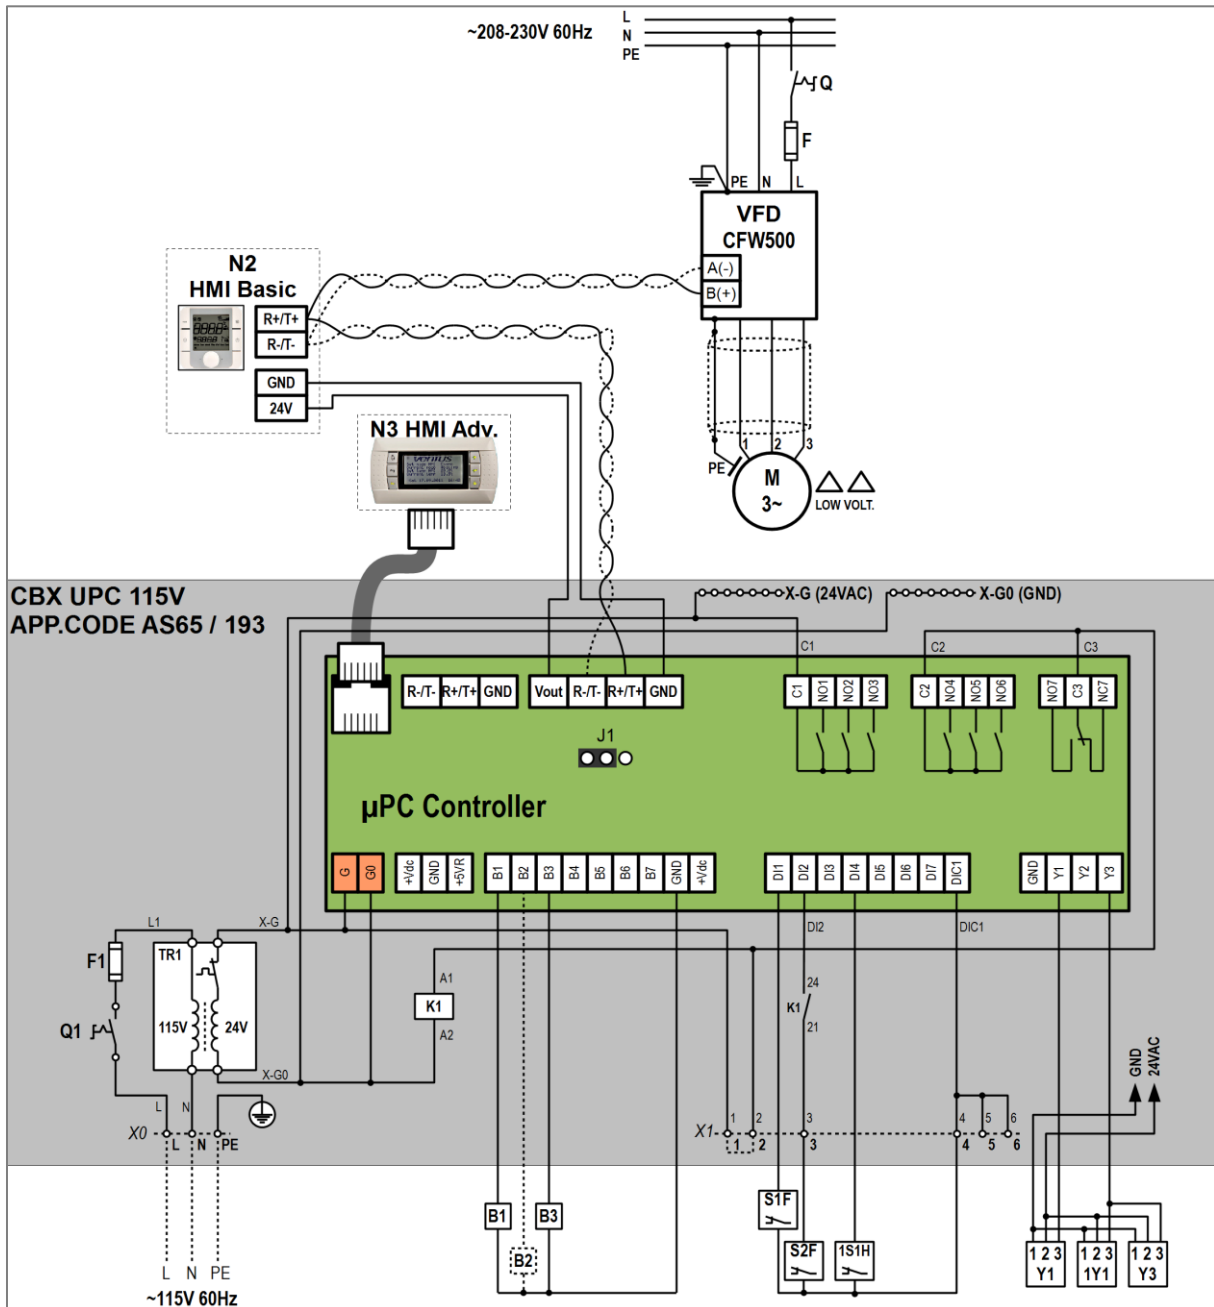 L
~208-230V 60Hz N
PE
Q
F
PE N L
VFD
CFW500
A(-)
B(+)
N2
HMI Basic
R+/T+
R-/T-
GND
24V
N3 HMI Adv.
VENTUS
1 2 3
PE
M
3~
LOW VOLT.
CBX UPC 115V
APP.CODE AS65 / 193
X-G (24VAC) X-G0 (GND)
C1 C2 C3
R-/T- R+/T+ GND Vout R-/T- R+/T+ GND C1 NO1 NO2 NO3 C2 NO4 NO5 NO6 NO7 C3 NC7
J1
µPC Controller
G G0 +Vdc GND +5VR B1 B2 B3 B4 B5 B6 B7 GND +Vdc DI1 DI2 DI3 DI4 DI5 DI6 DI7 DIC1 GND Y1 Y2 Y3
L1 X-G DI2 DIC1
F1 TR1 A1 24
Q1 115V 24V K1 K1
A2 21
X-G0 GND 24VAC
L N
1 2 3 4 5 6
X0 L N PE X1 1 2 3 4 5 6
S1F
B1 B3
B2 S2F 1S1H
1 2 3 1 2 3 1 2 3
Y1 1Y1 Y3
L N PE
~115V 60Hz